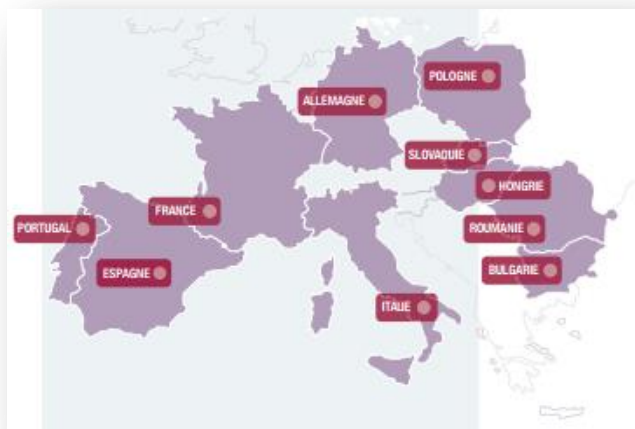 POLOGNE
ALLEMAGNE
SLOVAQUIE
HONGRIE
FRANCE
PORTUGAL
ROUMANIE
ESPAGNE
BULGARIE
ITALIE